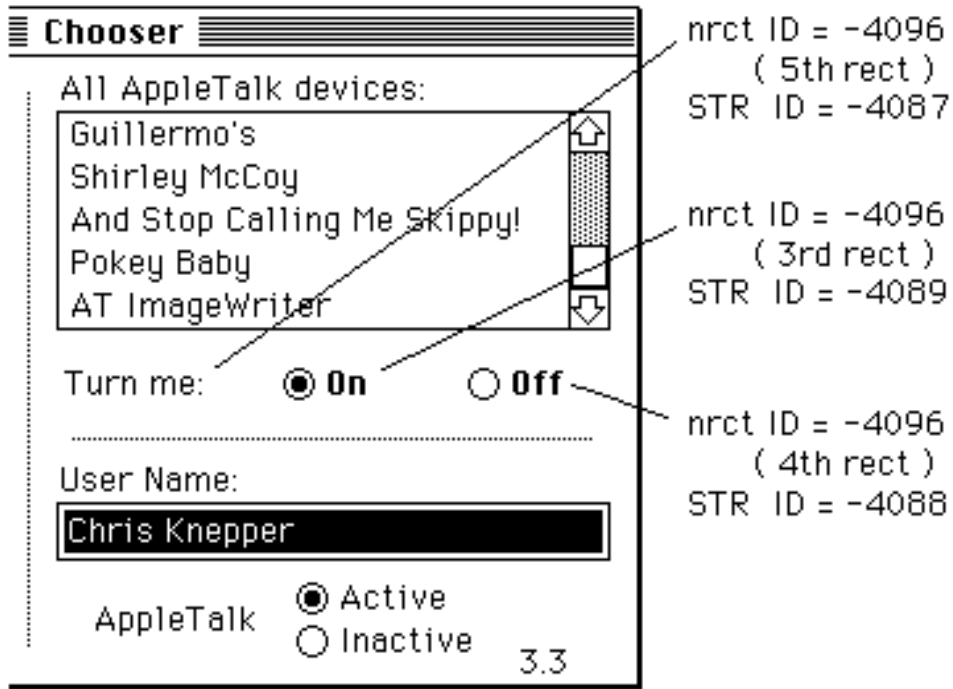 Chooser
All AppleTalk devices:
Guillermo's
Shirley McCoy
And Stop Calling Me Skippy!
Pokey Baby
AT ImageWriter
Turn me: On Off
User Name:
Chris Knepper
AppleTalk
Active
Inactive
3.3
nrct ID = -4096
( 5th rect )
STR ID = -4087
nrct ID = -4096
( 3rd rect )
STR ID = -4089
nrct ID = -4096
( 4th rect )
STR ID = -4088